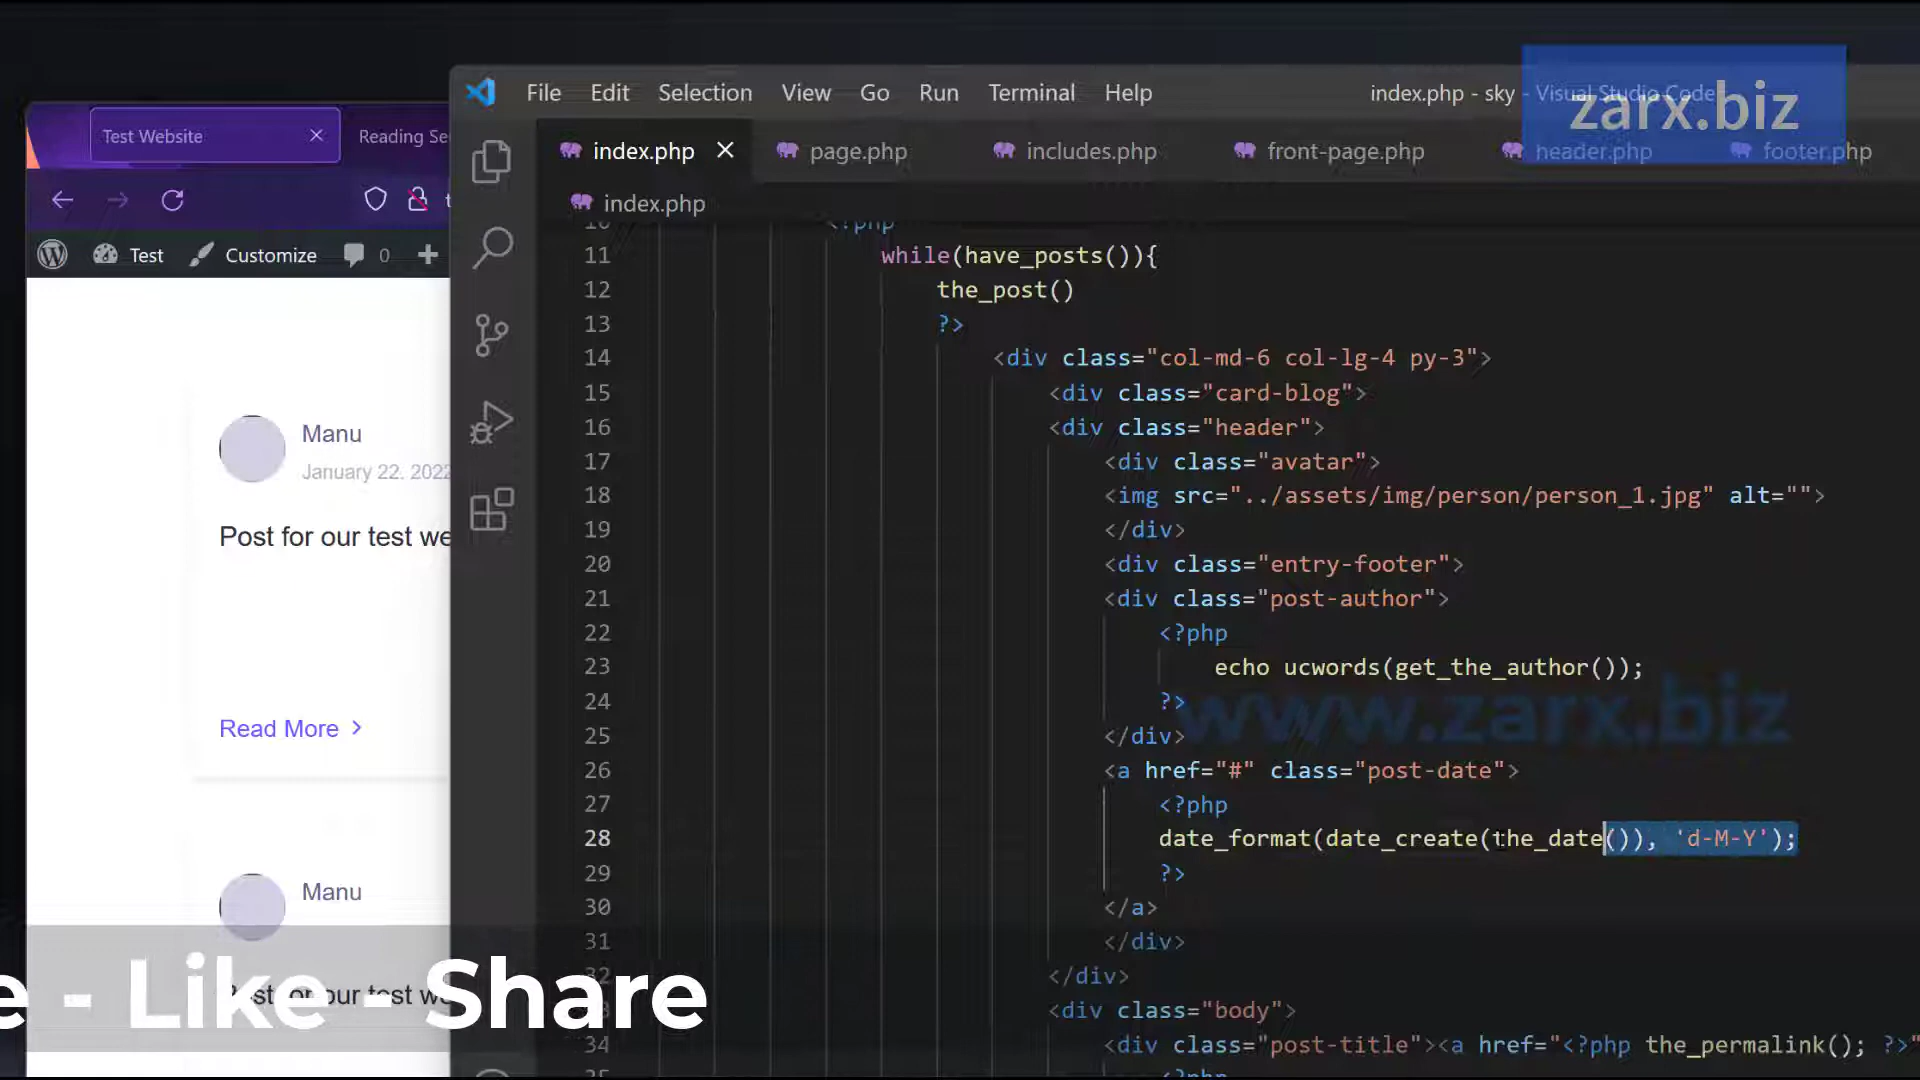 File Edit Selection View Go Run Terminal Help
index.php - sky - Visual Studio Code
zarx.biz
Test Website
index.php page.php includes.php front-page.php header.php footer.php
index.php
Test Customize 0
<?php
11 while(have_posts()){
12 the_post()
13 ?>
14 <div class="col-md-6 col-lg-4 py-3">
15 <div class="card-blog">
16 <div class="header">
17 <div class="avatar">
18 <img src="../assets/img/person/person_1.jpg" alt="">
19 </div>
20 <div class="entry-footer">
21 <div class="post-author">
22 <?php
23 echo ucwords(get_the_author());
24 ?>
25 </div>
26 <a href="#" class="post-date">
27 <?php
28 date_format(date_create(the_date()), 'd-M-Y');
29 ?>
30 </a>
31 </div>
32 </div>
<div class="body">
34 <div class="post-title"><a href="<?php the_permalink(); ?>"
<?php
www.zarx.biz
Manu
January 22, 2022
Post for our test
Read More
Manu
Post for our test
- Like - Share